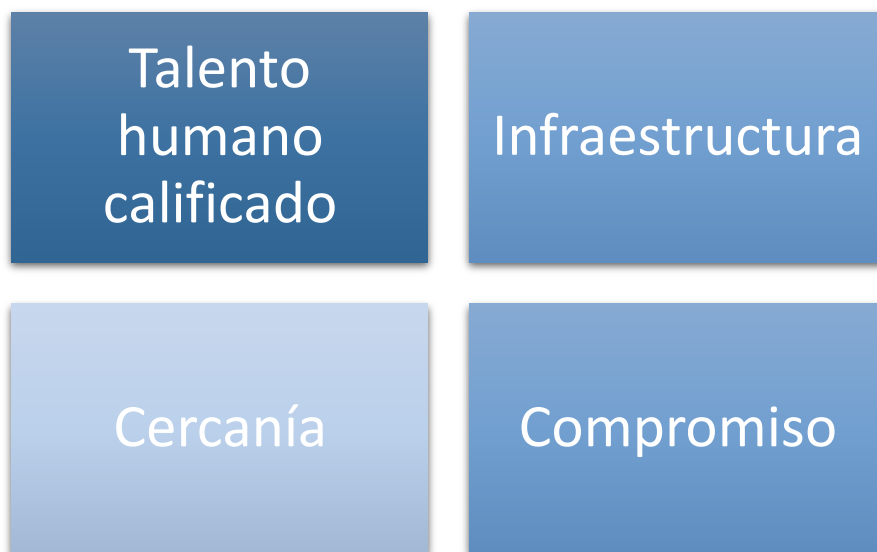 Talento
humano
calificado
Infraestructura
Cercanía
Compromiso